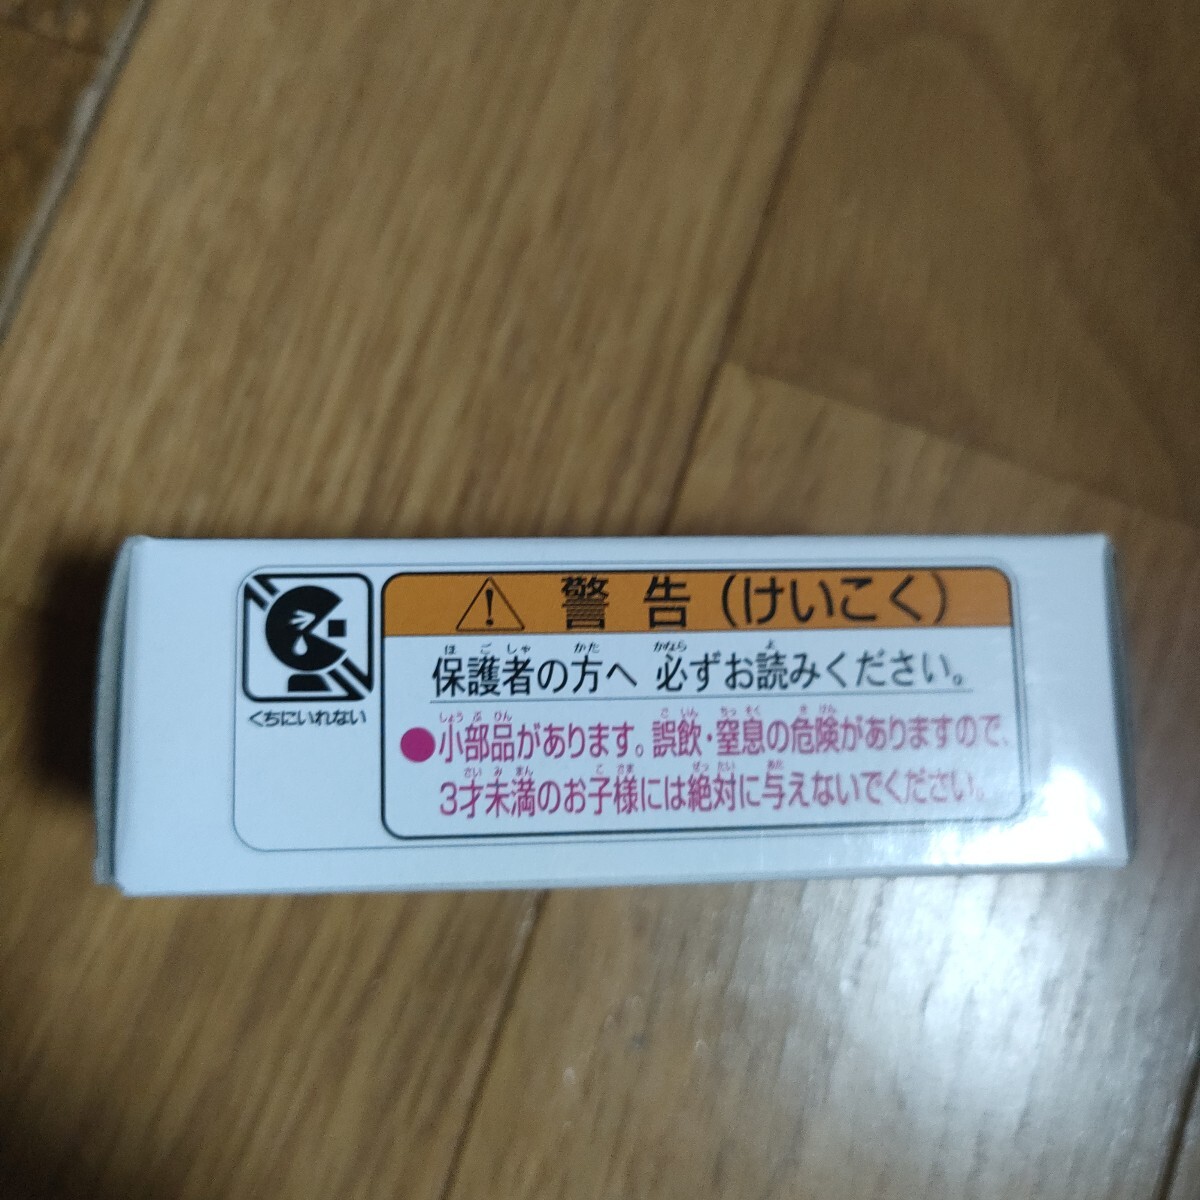 くちにいれない
警告（けいこく）
保護者の方へ 必ずお読みください。
●小部品があります。誤飲・窒息の危険がありますので、
3才未満のお子様には絶対に与えないでください。